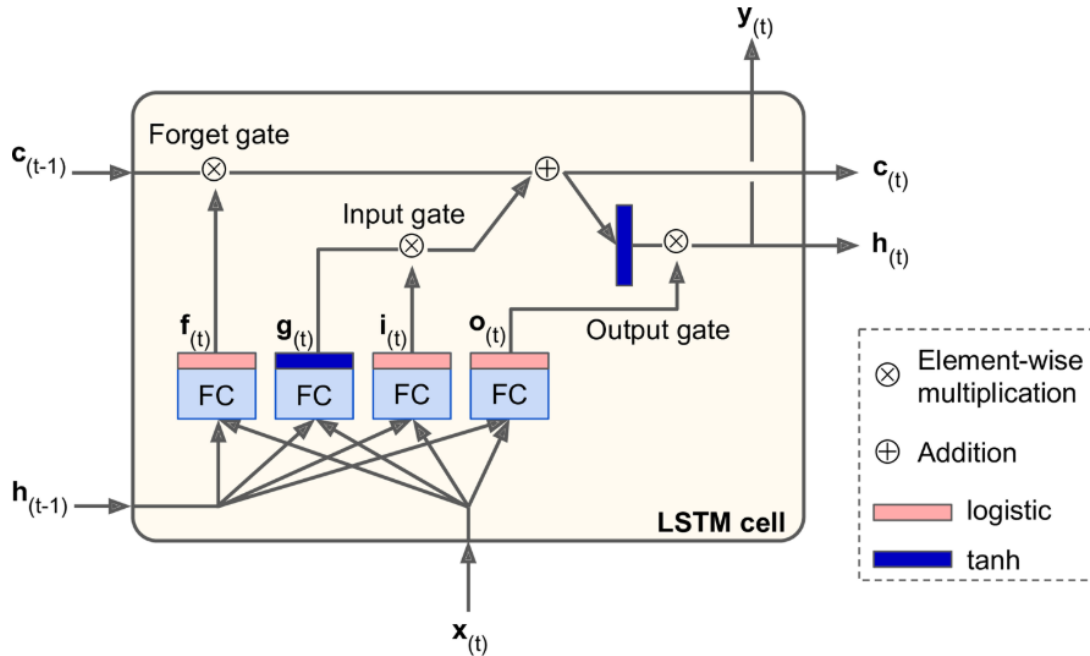 y(t)
Forget gate
c(t-1)
c(t)
Input gate
h(t)
f(t) g(t) i(t) o(t)
Output gate
FC FC FC FC
Element-wise
multiplication
Addition
h(t-1)
LSTM cell
logistic
tanh
x(t)